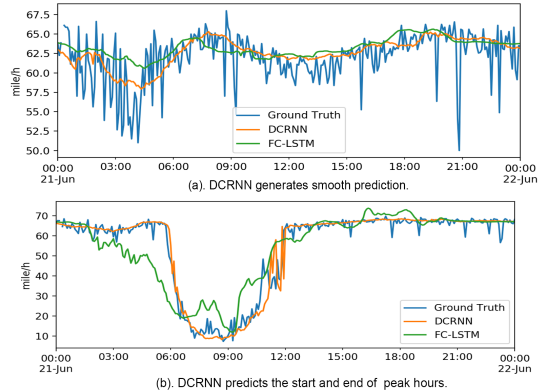 67.5
65.0
62.5
60.0
57.5
55.0
52.5
50.0
mile/h
Ground Truth
DCRNN
FC-LSTM
00:00 03:00 06:00 09:00 12:00 15:00 18:00 21:00 00:00
21-Jun 22-Jun
(a). DCRNN generates smooth prediction.
70
60
50
40
30
20
10
mile/h
Ground Truth
DCRNN
FC-LSTM
00:00 03:00 06:00 09:00 12:00 15:00 18:00 21:00 00:00
21-Jun 22-Jun
(b). DCRNN predicts the start and end of peak hours.